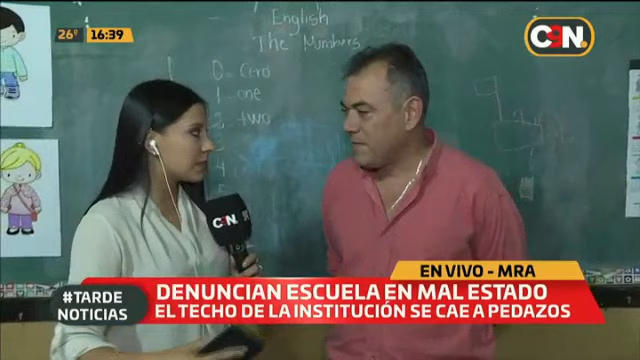 26º 16:39
C9N.
English
The Numbers
0 = cero
1 - one
2 - two
C9N.
EN VIVO - MRA
#TARDE
NOTICIAS
DENUNCIAN ESCUELA EN MAL ESTADO
EL TECHO DE LA INSTITUCIÓN SE CAE A PEDAZOS